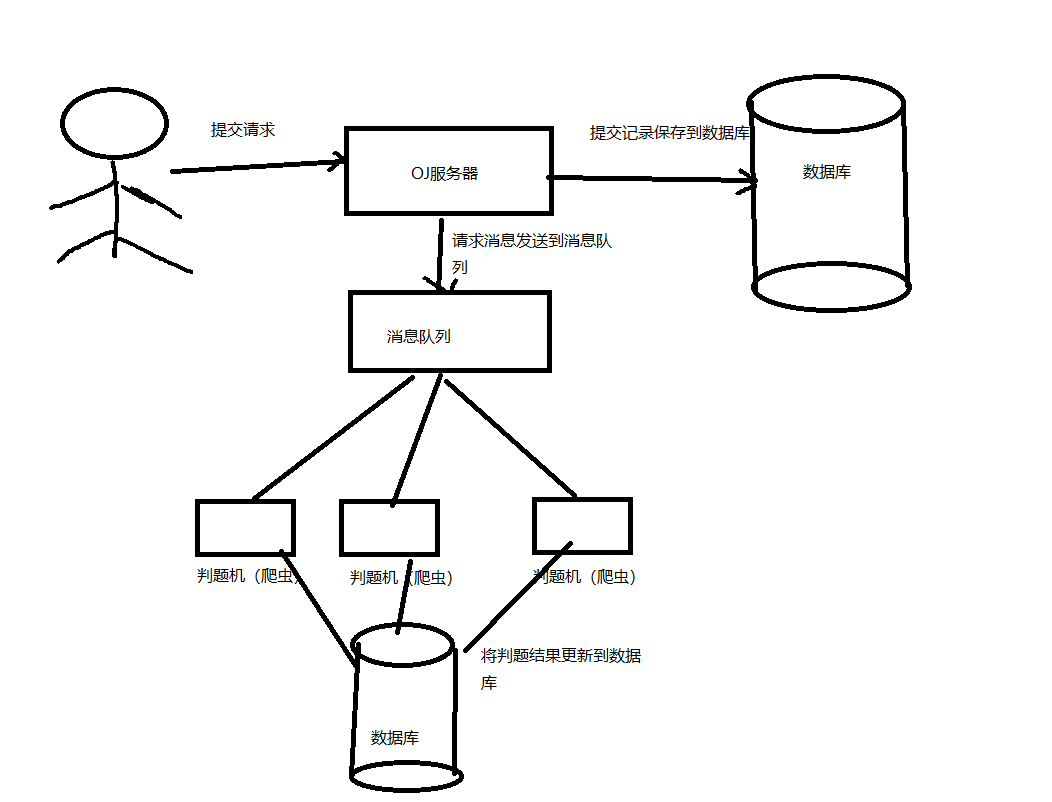 提交请求
提交记录保存到数据库
OJ服务器
数据库
请求消息发送到消息队
列
消息队列
判题机（爬虫）
判题机（爬虫）
判题机（爬虫）
将判题结果更新到数据
库
数据库